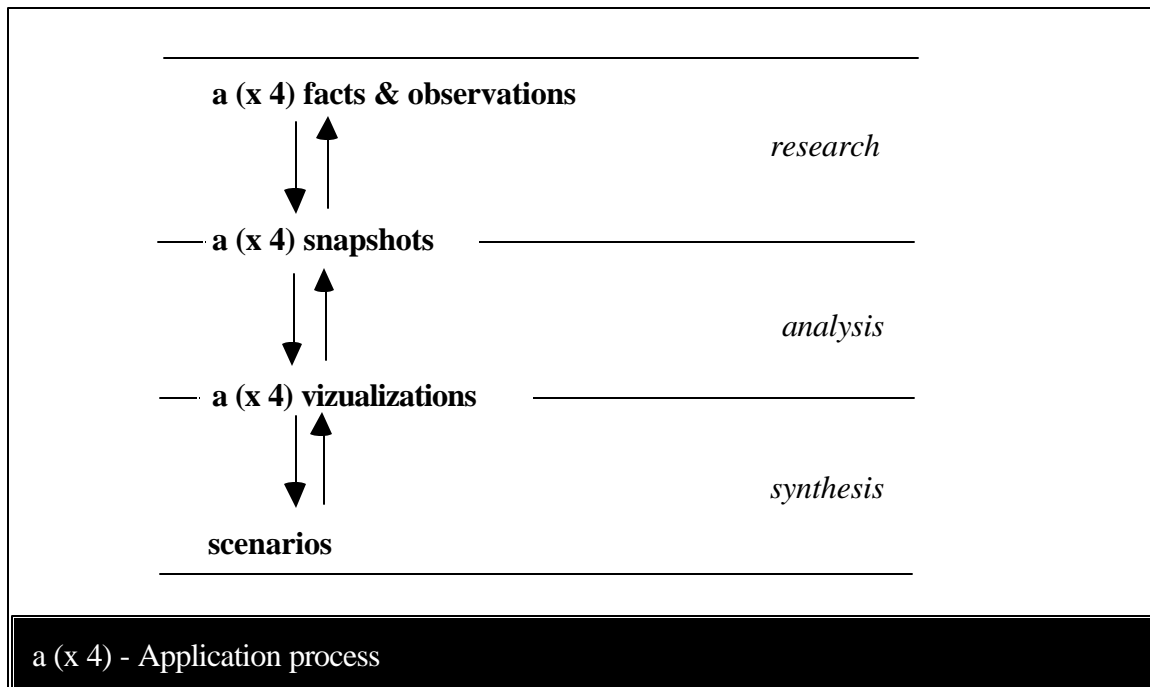 a (x 4) facts & observations
research
a (x 4) snapshots
analysis
a (x 4) vizualizations
synthesis
scenarios
a (x 4) - Application process